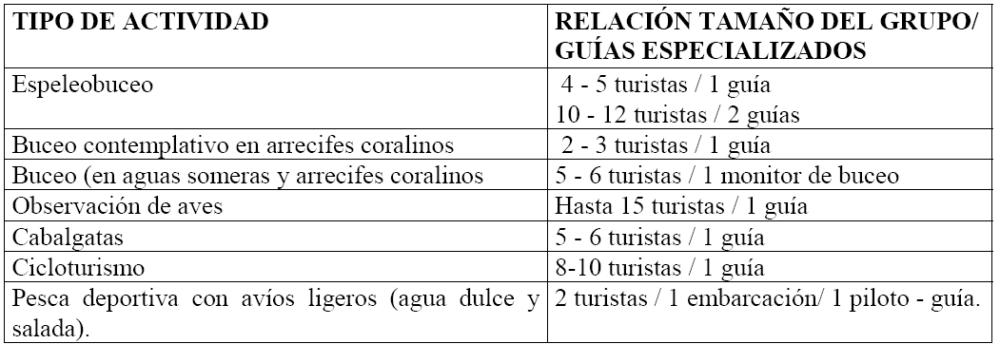 TIPO DE ACTIVIDAD
RELACIÓN TAMAÑO DEL GRUPO/
GUÍAS ESPECIALIZADOS
Espeleobuceo
4 - 5 turistas / 1 guía
10 - 12 turistas / 2 guías
Buceo contemplativo en arrecifes coralinos
2 - 3 turistas / 1 guía
Buceo (en aguas someras y arrecifes coralinos
5 - 6 turistas / 1 monitor de buceo
Observación de aves
Hasta 15 turistas / 1 guía
Cabalgatas
5 - 6 turistas / 1 guía
Cicloturismo
8-10 turistas / 1 guía
Pesca deportiva con avíos ligeros (agua dulce y
salada).
2 turistas / 1 embarcación/ 1 piloto - guía.